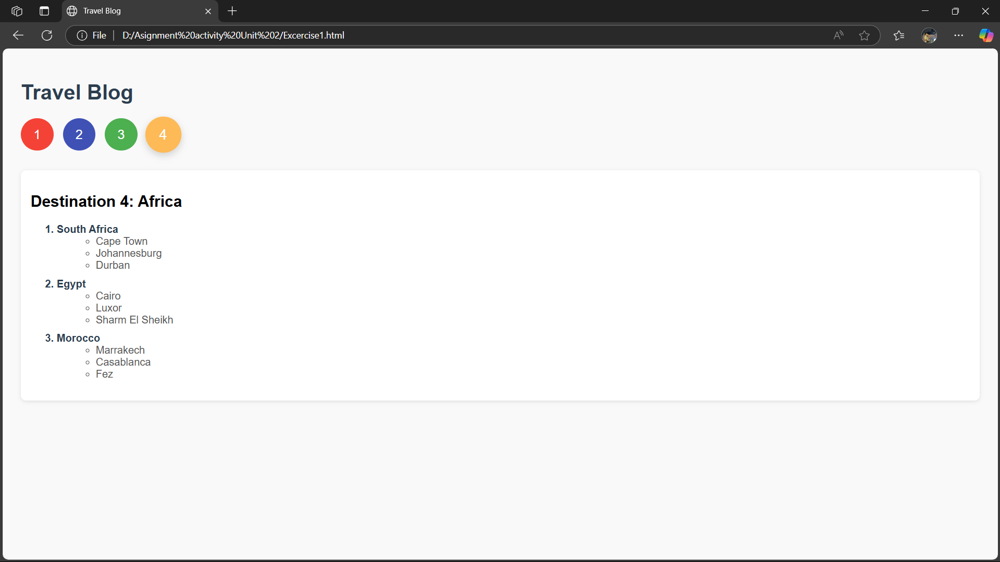 Travel Blog
File D:/Asignment%20activity%20Unit%202/Excercise1.html
Travel Blog
1 2 3 4
Destination 4: Africa
1. South Africa
Cape Town
Johannesburg
Durban
2. Egypt
Cairo
Luxor
Sharm El Sheikh
3. Morocco
Marrakech
Casablanca
Fez